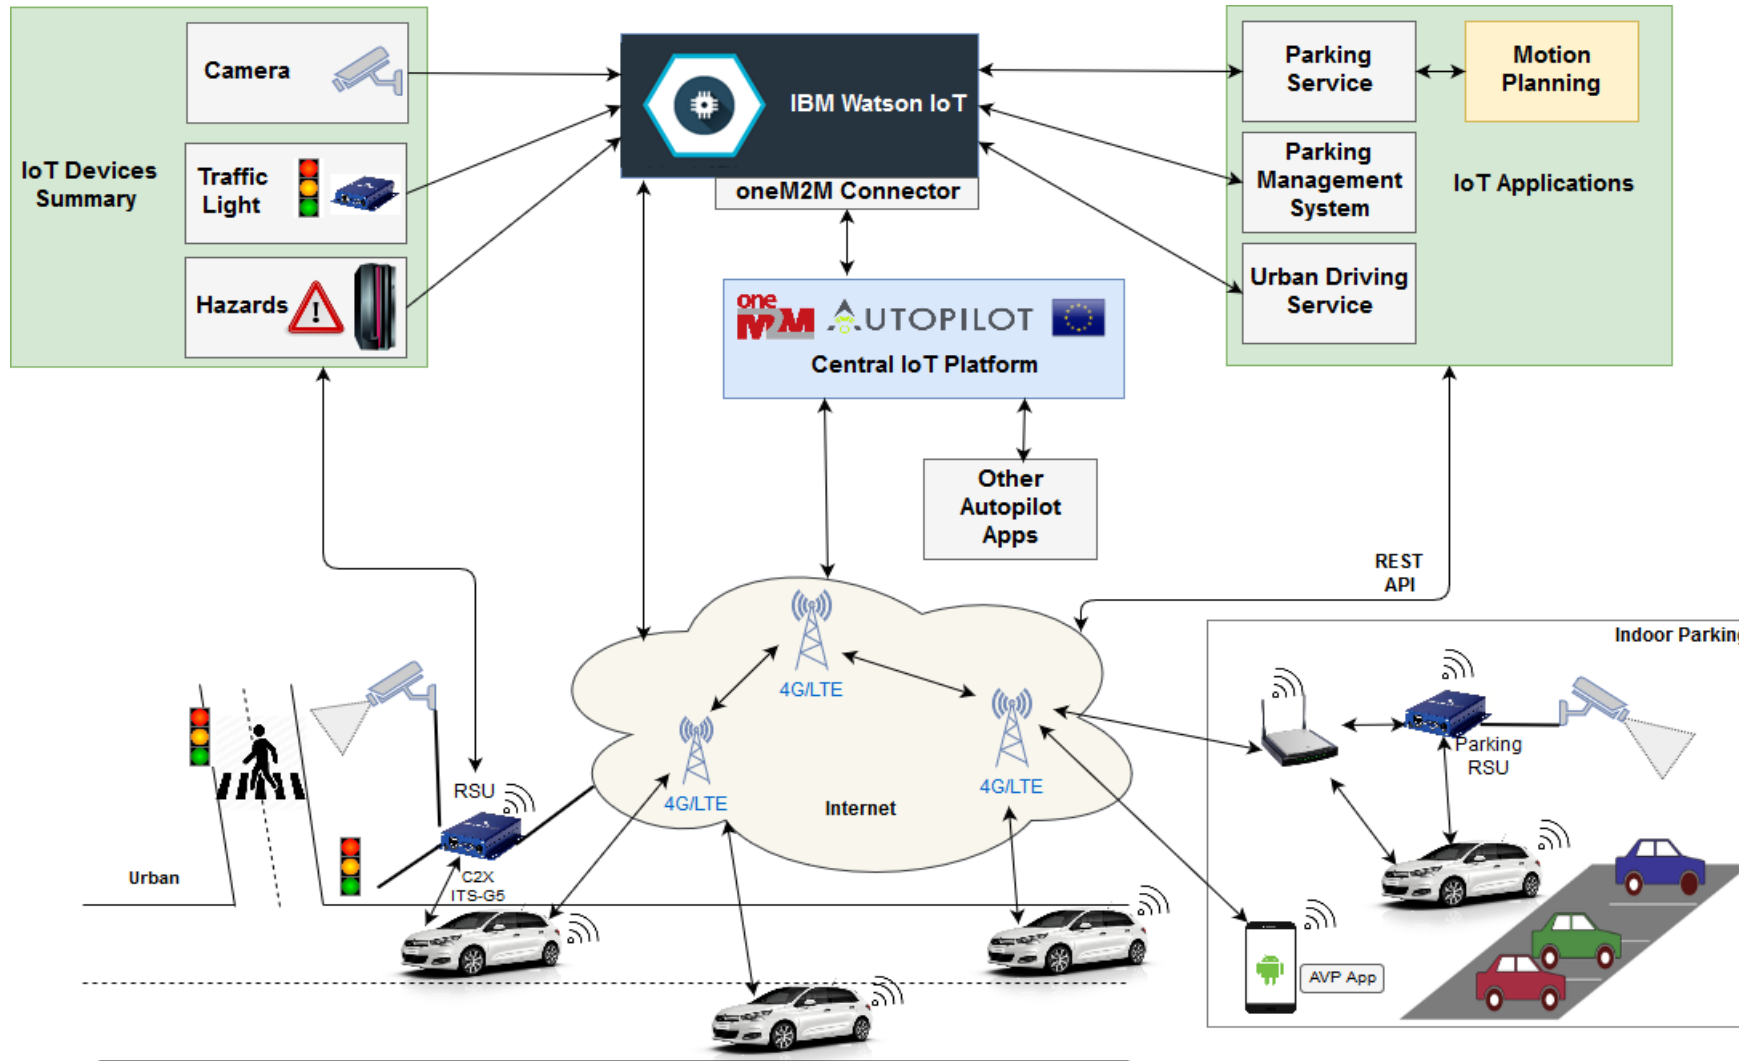 Camera
IoT Devices
Summary
Traffic
Light
Hazards
IBM Watson IoT
oneM2M Connector
one
M2M
AUTOPILOT
Central IoT Platform
Other
Autopilot
Apps
Parking
Service
Motion
Planning
Parking
Management
System
IoT Applications
Urban Driving
Service
REST
API
4G/LTE
4G/LTE
4G/LTE
Internet
RSU
C2X
ITS-G5
Urban
Indoor Parking
Parking
RSU
AVP App